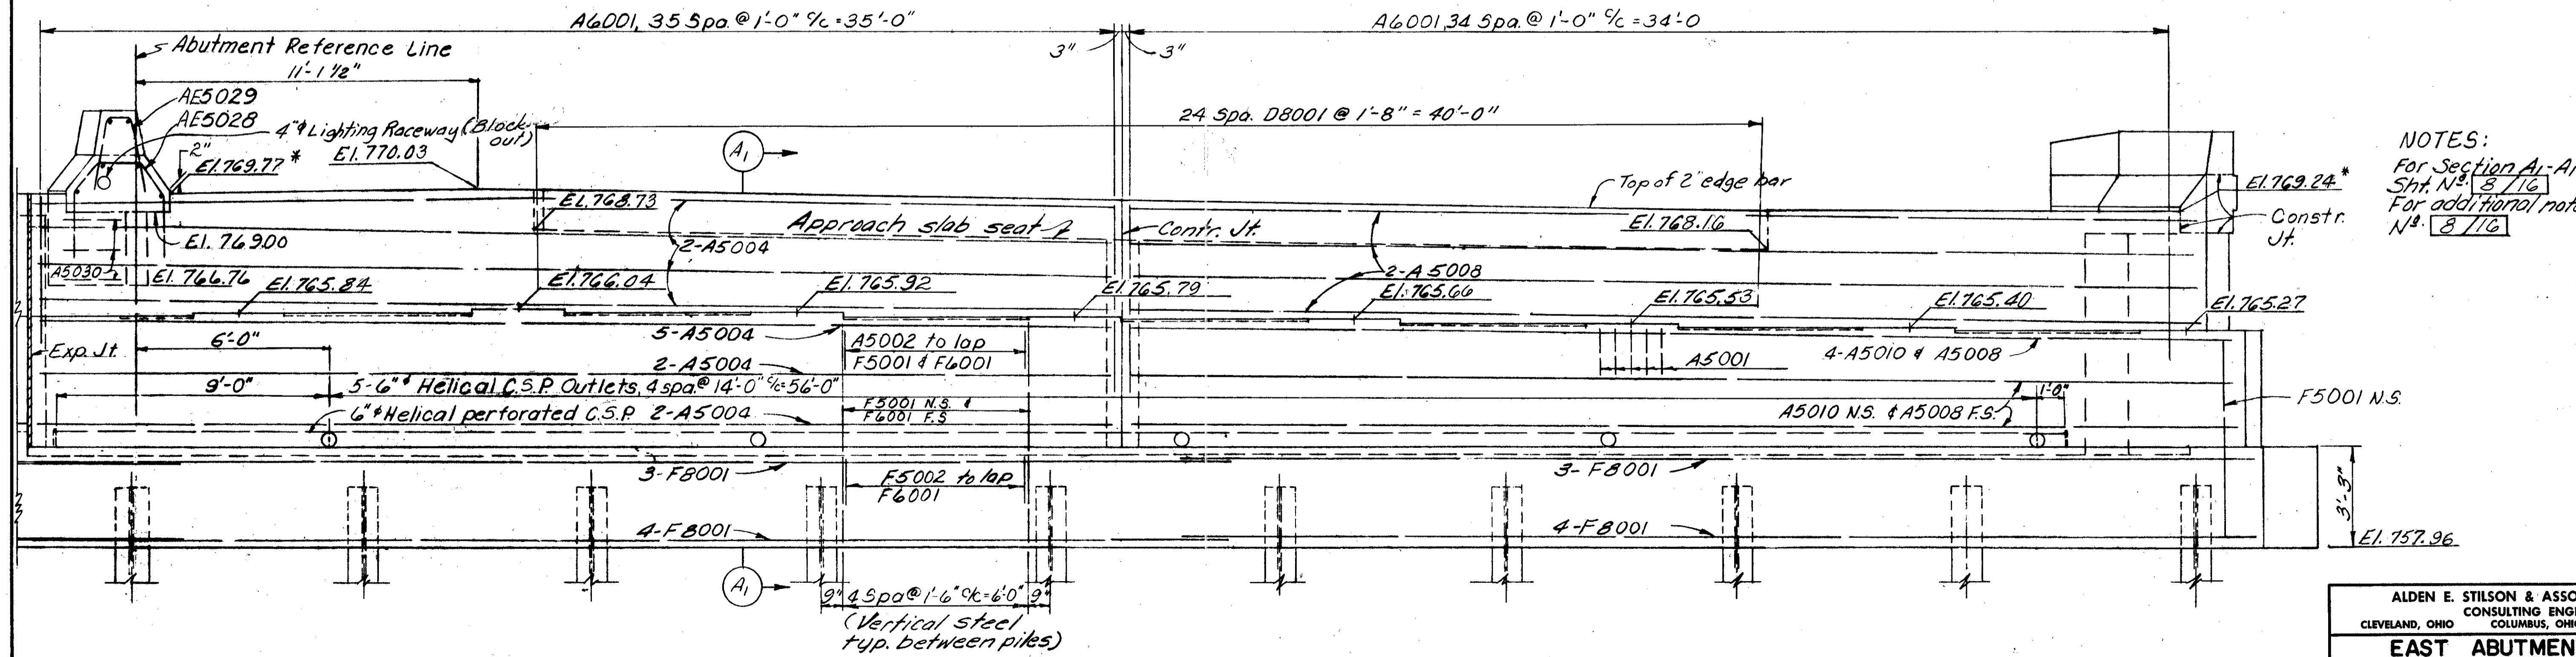 A6001, 35 Spa. @ 1'-0" c/c = 35'-0"
A6001, 34 Spa. @ 1'-0" c/c = 34'-0
3"
3"
Abutment Reference Line
11'-1 1/2"
AE5029
AE5028
4"ϕ Lighting Raceway (Block-
out)
2"
El. 769.77 *
El. 770.03
A1
24 Spa. D8001 @ 1'-8" = 40'-0"
NOTES:
For Section A1-A1
Sht. No. 8/16
For additional not
No. 8/16
Top of 2" edge bar
El. 769.24 *
Constr.
Jt.
El. 768.73
Approach slab seat
Contr. Jt.
El. 768.16
El. 769.00
2-A5004
2-A5008
A5030
El. 766.76
El. 765.84
El. 766.04
El. 765.92
El. 765.79
El. 765.66
El. 765.53
El. 765.40
El. 765.27
5-A5004
Exp. Jt.
6'-0"
A5002 to lap
F5001 & F6001
A5001
4-A5010 & A5008
2-A5004
9'-0"
5-6"ϕ Helical C.S.P. Outlets, 4 spa. @ 14'-0" c/c = 56'-0"
1'-0"
6"ϕ Helical perforated C.S.P.
2-A5004
F5001 N.S. &
F6001 F.S.
A5010 N.S. & A5008 F.S.
F5001 N.S.
3-F8001
F5002 to lap
F6001
3-F8001
3'-3"
4-F8001
4-F8001
El. 757.96
A1
9"
4 Spa @ 1'-6" c/c = 6'-0"
9"
(Vertical steel
typ. between piles)
ALDEN E. STILSON & ASSO
CONSULTING ENG
CLEVELAND, OHIO COLUMBUS, OHIO
EAST ABUTMEN